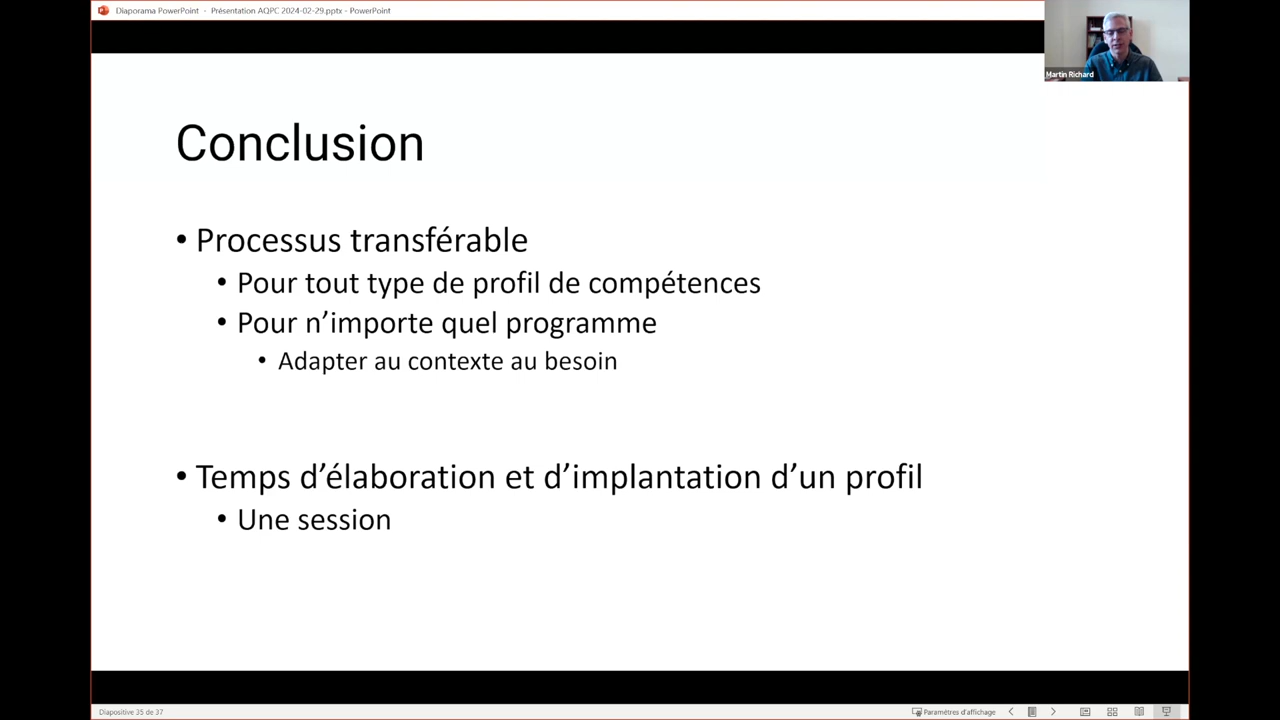 Diaporama PowerPoint - Présentation AQPC 2024-02-29.pptx - PowerPoint
Martin Richard
Conclusion
• Processus transférable
• Pour tout type de profil de compétences
• Pour n’importe quel programme
• Adapter au contexte au besoin
• Temps d’élaboration et d’implantation d’un profil
• Une session
Diapositive 35 de 37
Paramètres d'affichage